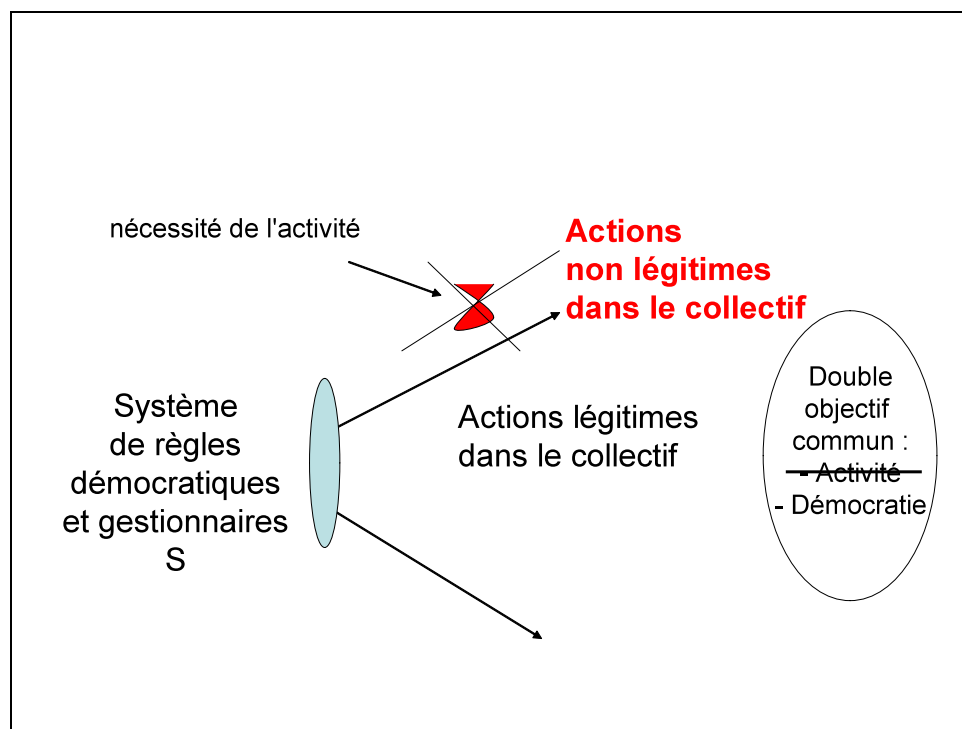 nécessité de l'activité
Actions
non légitimes
dans le collectif
Système
de règles
démocratiques
et gestionnaires
S
Actions légitimes
dans le collectif
Double
objectif
commun :
- Activité
- Démocratie